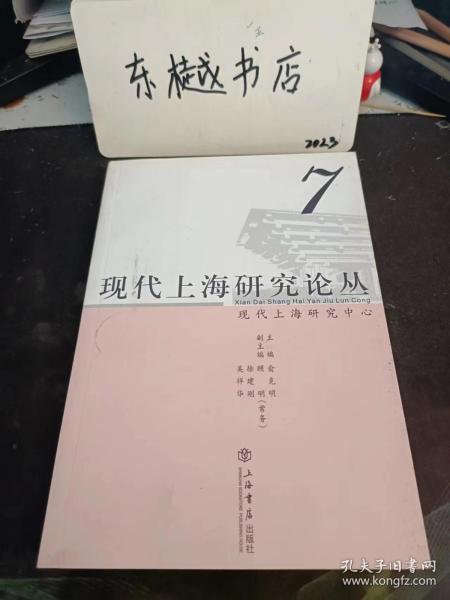 东樾书店
2023
7
现代上海研究论丛
Xian Dai Shang Hai Yan Jiu Lun Cong
现代上海研究中心
主编 俞克明
副主编 顾明(常务)
徐建刚
吴祥华
上海书店出版社
孔夫子旧书网
www.kongfz.com